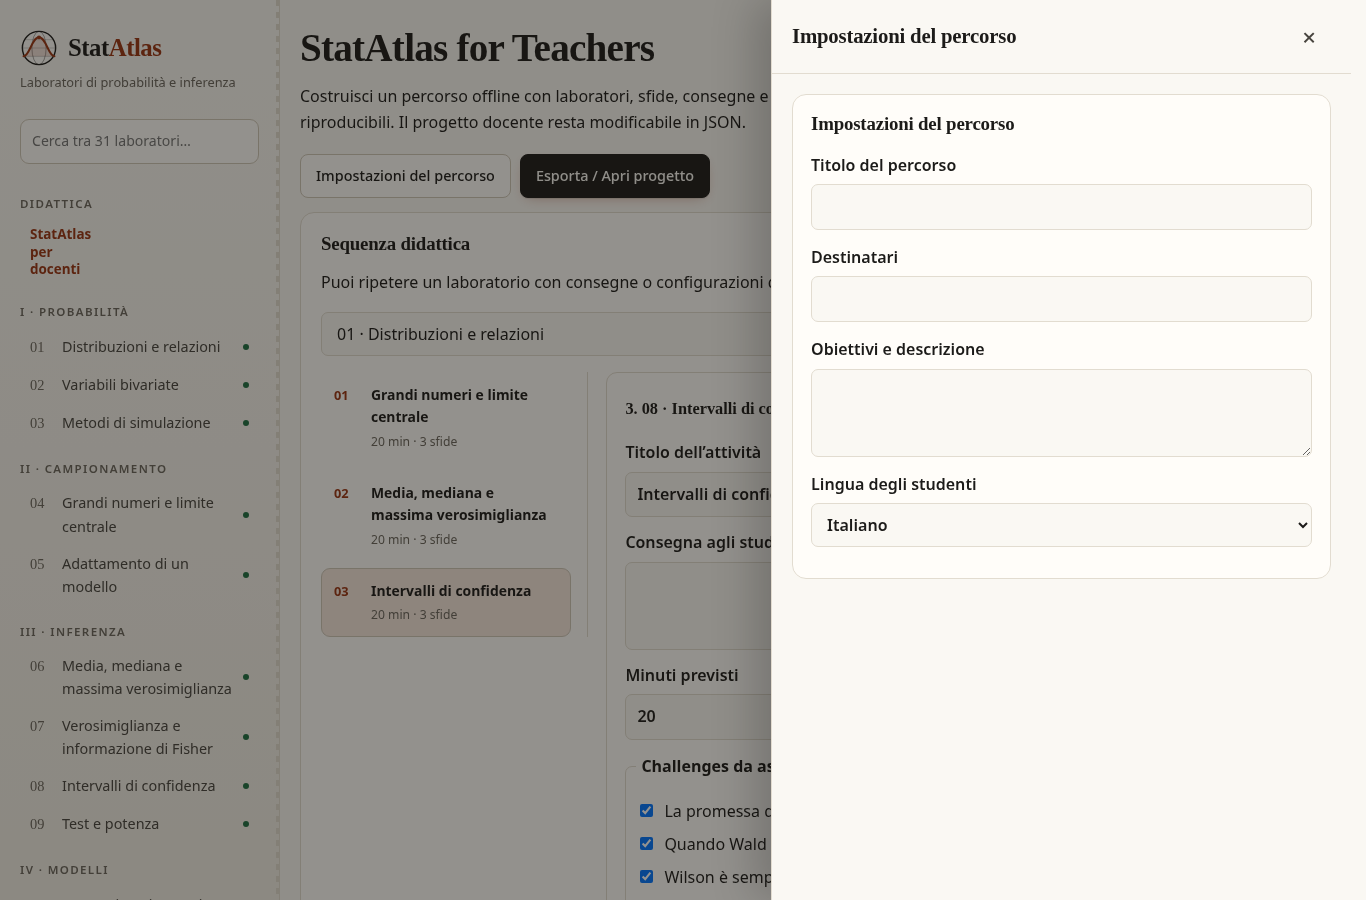 StatAtlas
Laboratori di probabilità e inferenza
Cerca tra 31 laboratori...
DIDATTICA
StatAtlas
per
docenti
I · PROBABILITÀ
01 Distribuzioni e relazioni
02 Variabili bivariate
03 Metodi di simulazione
II · CAMPIONAMENTO
04 Grandi numeri e limite
centrale
05 Adattamento di un
modello
III · INFERENZA
06 Media, mediana e
massima verosimiglianza
07 Verosimiglianza e
informazione di Fisher
08 Intervalli di confidenza
09 Test e potenza
IV · MODELLI
StatAtlas for Teachers
Costruisci un percorso offline con laboratori, sfide, consegne e
riproducibili. Il progetto docente resta modificabile in JSON.
Impostazioni del percorso
Esporta / Apri progetto
Sequenza didattica
Puoi ripetere un laboratorio con consegne o configurazioni
01 · Distribuzioni e relazioni
01 Grandi numeri e limite
centrale
20 min · 3 sfide
02 Media, mediana e
massima verosimiglianza
20 min · 3 sfide
03 Intervalli di confidenza
20 min · 3 sfide
3. 08 · Intervalli di co
Titolo dell’attività
Intervalli di confi
Consegna agli stud
Minuti previsti
20
Challenges da as
La promessa
Quando Wald
Wilson è semp
Impostazioni del percorso
×
Impostazioni del percorso
Titolo del percorso
Destinatari
Obiettivi e descrizione
Lingua degli studenti
Italiano